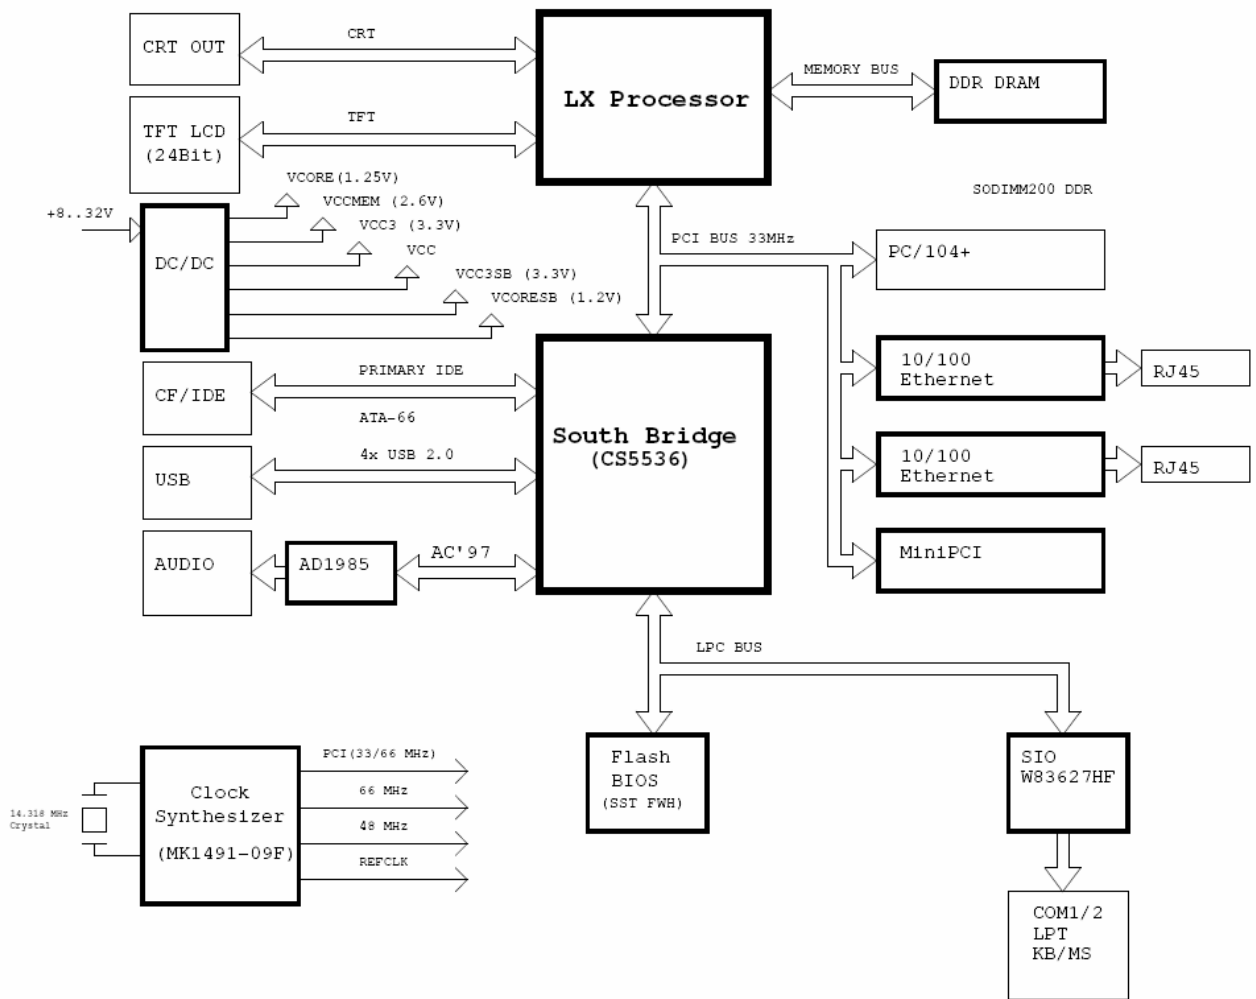 CRT OUT
CRT
LX Processor
MEMORY BUS
DDR DRAM
TFT LCD
(24Bit)
TFT
SODIMM200 DDR
+8..32V
DC/DC
VCORE(1.25V)
VCCMEM (2.6V)
VCC3 (3.3V)
VCC
VCC3SB (3.3V)
VCORESB (1.2V)
PCI BUS 33MHz
PC/104+
CF/IDE
PRIMARY IDE
ATA-66
USB
4x USB 2.0
AUDIO
AD1985
AC'97
South Bridge
(CS5536)
10/100
Ethernet
RJ45
10/100
Ethernet
RJ45
MiniPCI
LPC BUS
Flash
BIOS
(SST FWH)
SIO
W83627HF
COM1/2
LPT
KB/MS
14.318 MHz
Crystal
Clock
Synthesizer
(MK1491-09F)
PCI(33/66 MHz)
66 MHz
48 MHz
REFCLK